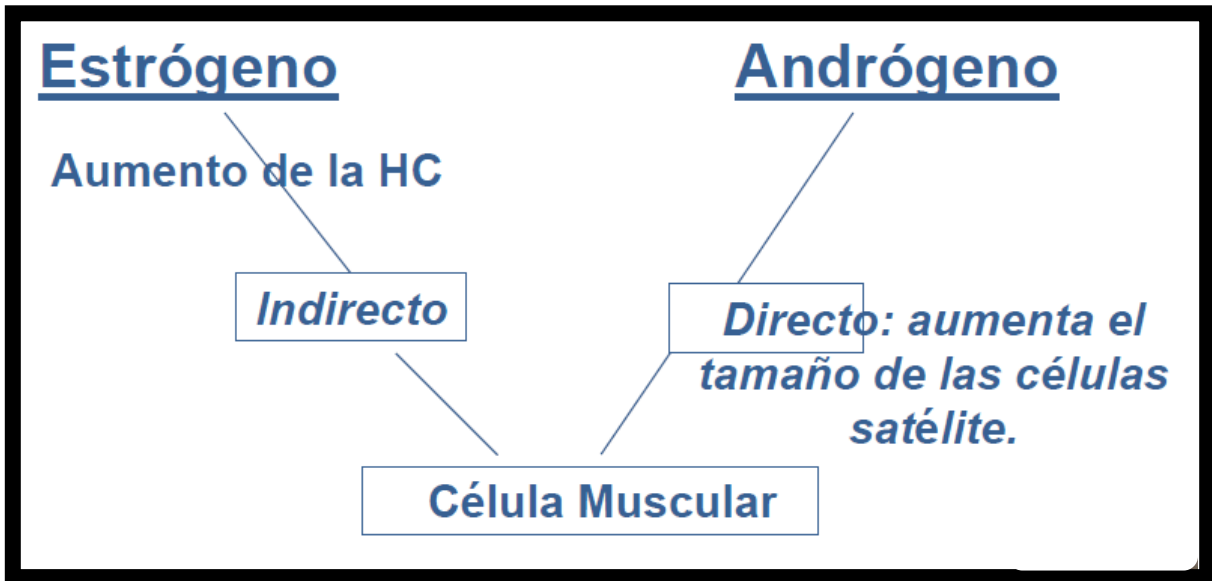 Estrógeno
Andrógeno
Aumento de la HC
Indirecto
Directo: aumenta el
tamaño de las células
satélite.
Célula Muscular